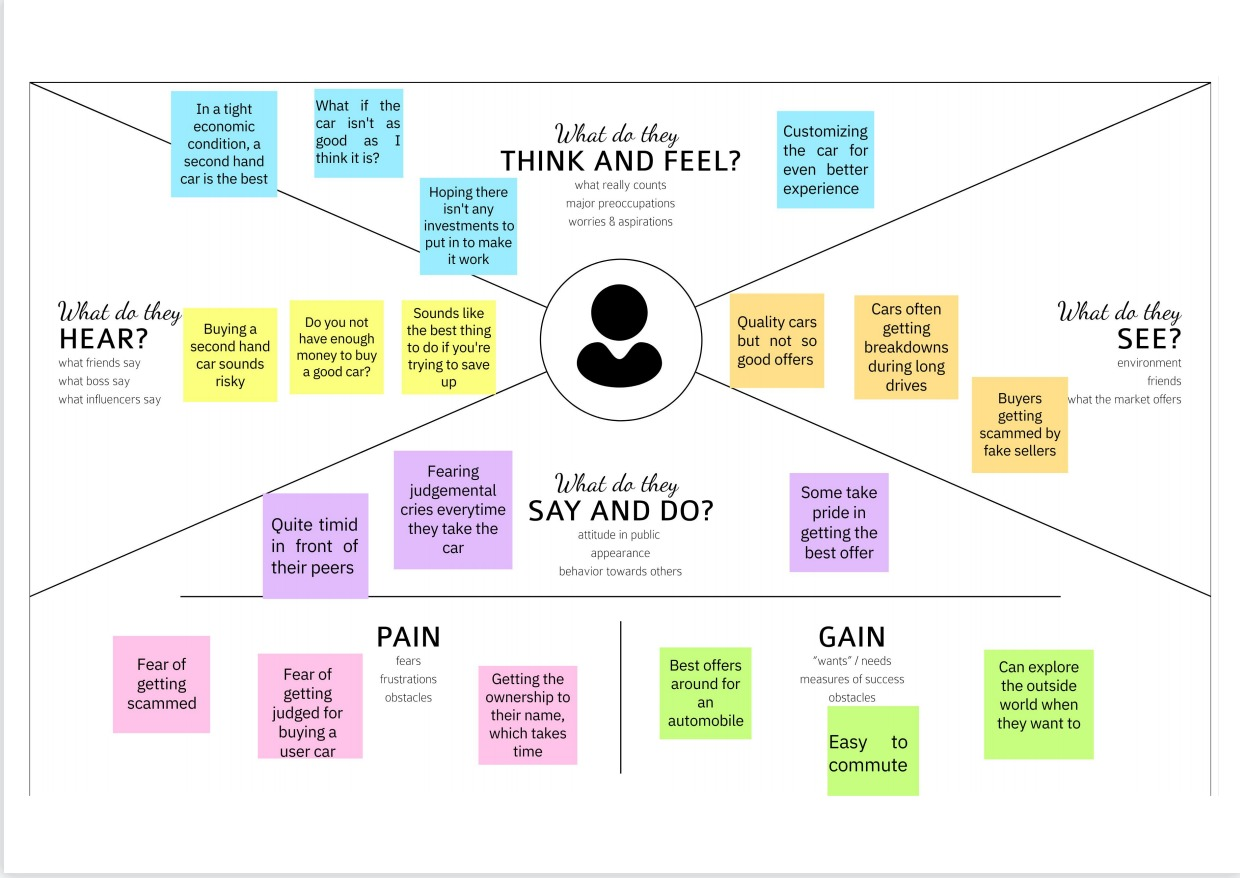 In a tight
economic
condition, a
second hand
car is the best
What if the
car isn't as
good as I
think it is?
Hoping there
isn't any
investments to
put in to make
it work
What do they
THINK AND FEEL?
what really counts
major preoccupations
worries & aspirations
Customizing
the car for
even better
experience
What do they
HEAR?
what friends say
what boss say
what influencers say
Buying a
second hand
car sounds
risky
Do you not
have enough
money to buy
a good car?
Sounds like
the best thing
to do if you're
trying to save
up
Quality cars
but not so
good offers
Cars often
getting
breakdowns
during long
drives
Buyers
getting
scammed by
fake sellers
What do they
SEE?
environment
friends
what the market offers
Quite timid
in front of
their peers
Fearing
judgemental
cries everytime
they take the
car
What do they
SAY AND DO?
attitude in public
appearance
behavior towards others
Some take
pride in
getting the
best offer
PAIN
fears
frustrations
obstacles
Fear of
getting
scammed
Fear of
getting
judged for
buying a
user car
Getting the
ownership to
their name,
which takes
time
GAIN
"wants" / needs
measures of success
obstacles
Best offers
around for
an
automobile
Easy to
commute
Can explore
the outside
world when
they want to